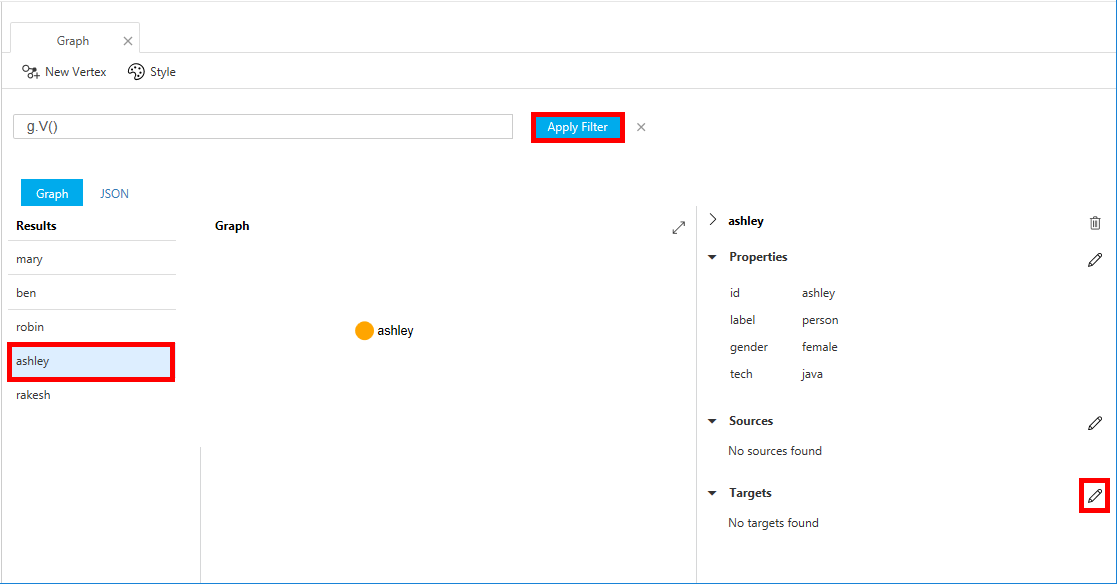 Graph
New Vertex Style
g.V()
Apply Filter
Graph JSON
Results
mary
ben
robin
ashley
rakesh
Graph
ashley
ashley
Properties
id ashley
label person
gender female
tech java
Sources
No sources found
Targets
No targets found